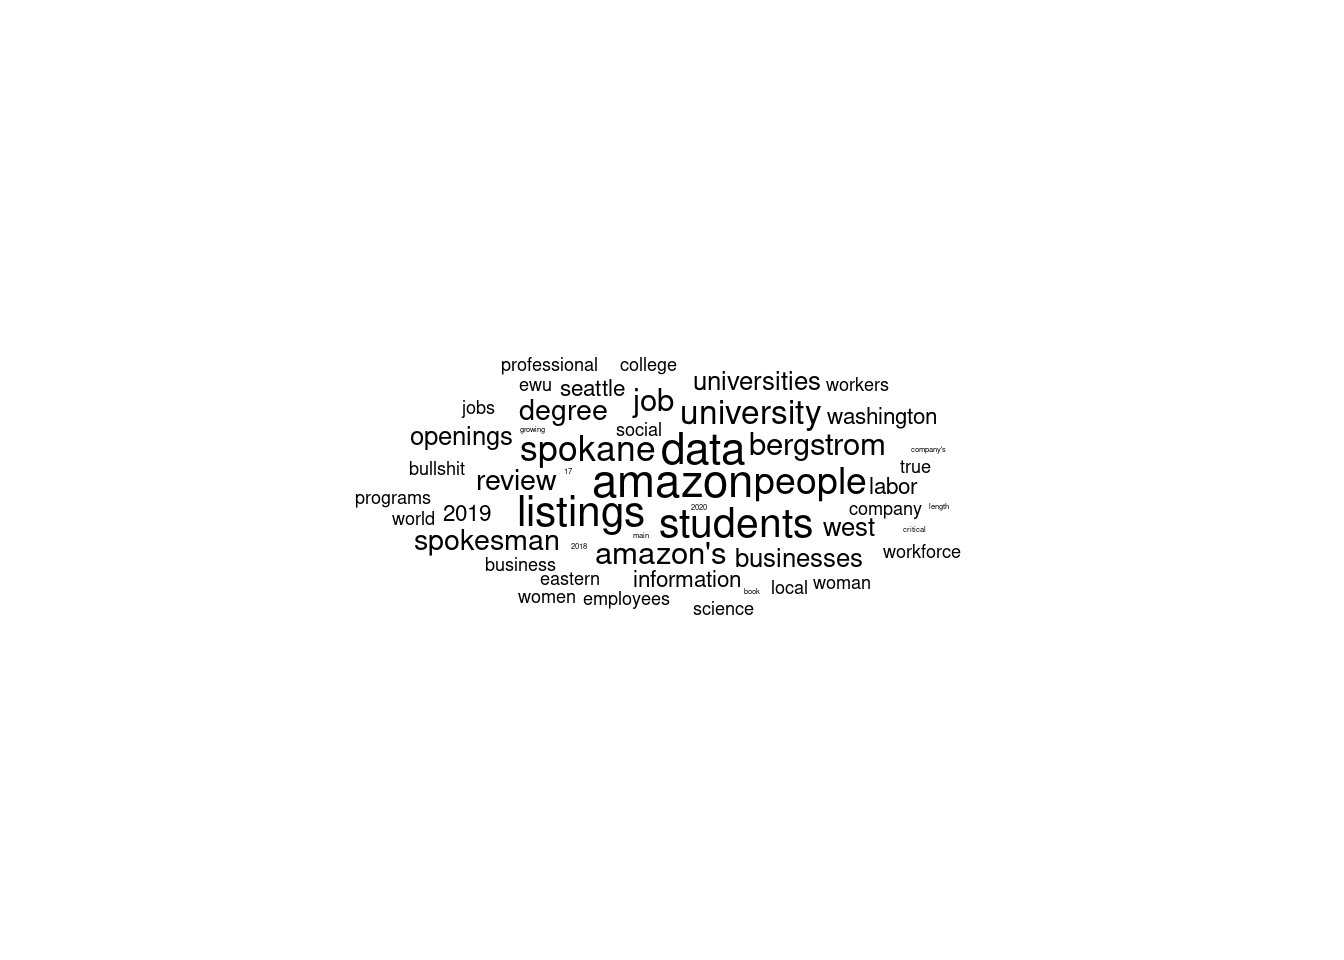 professional college
universities workers
ewu seattle job
jobs degree university washington
openings growing social
spokane data bergstrom company's
bullshit review 17 amazon people labor true
programs listings 2020 company length
world 2019 students west critical
spokesman 2018 main amazon's businesses workforce
business
eastern information book local woman
women employees science